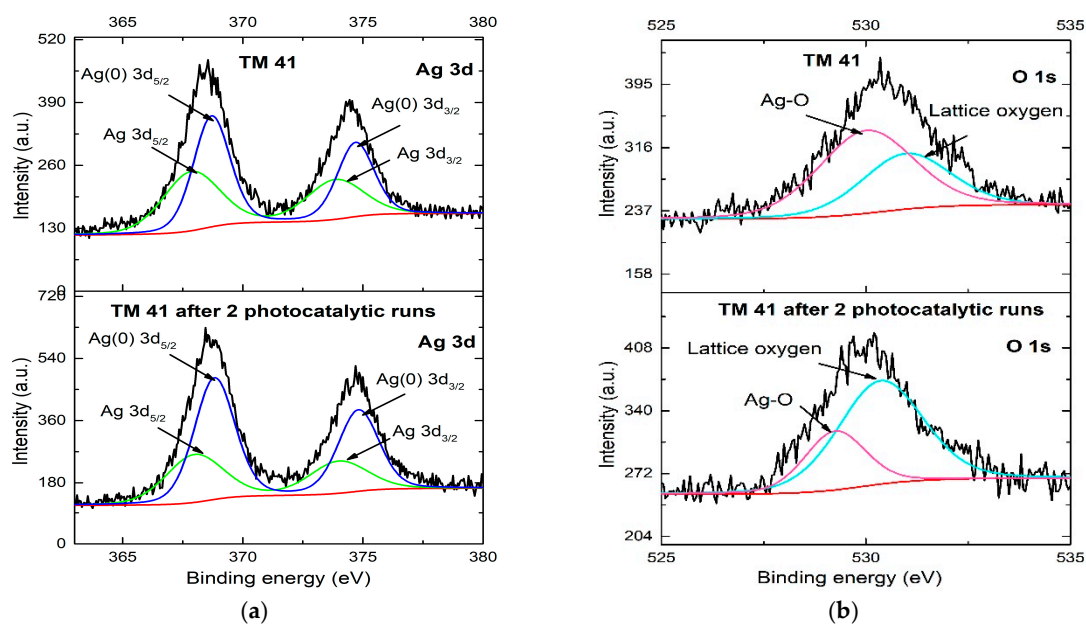 365 370 375 380
520
390
260
130
0
Intensity (a.u.)
TM 41
Ag 3d
Ag(0) 3d5/2
Ag 3d5/2
Ag(0) 3d3/2
Ag 3d3/2
720
540
360
180
0
Intensity (a.u.)
TM 41 after 2 photocatalytic runs
Ag 3d
Ag(0) 3d5/2
Ag 3d5/2
Ag(0) 3d3/2
Ag 3d3/2
365 370 375 380
Binding energy (eV)
(a)
525 530 535
395
316
237
158
Intensity (a.u.)
TM 41
O 1s
Ag-O
Lattice oxygen
408
340
272
204
Intensity (a.u.)
TM 41 after 2 photocatalytic runs
O 1s
Lattice oxygen
Ag-O
525 530 535
Binding energy (eV)
(b)